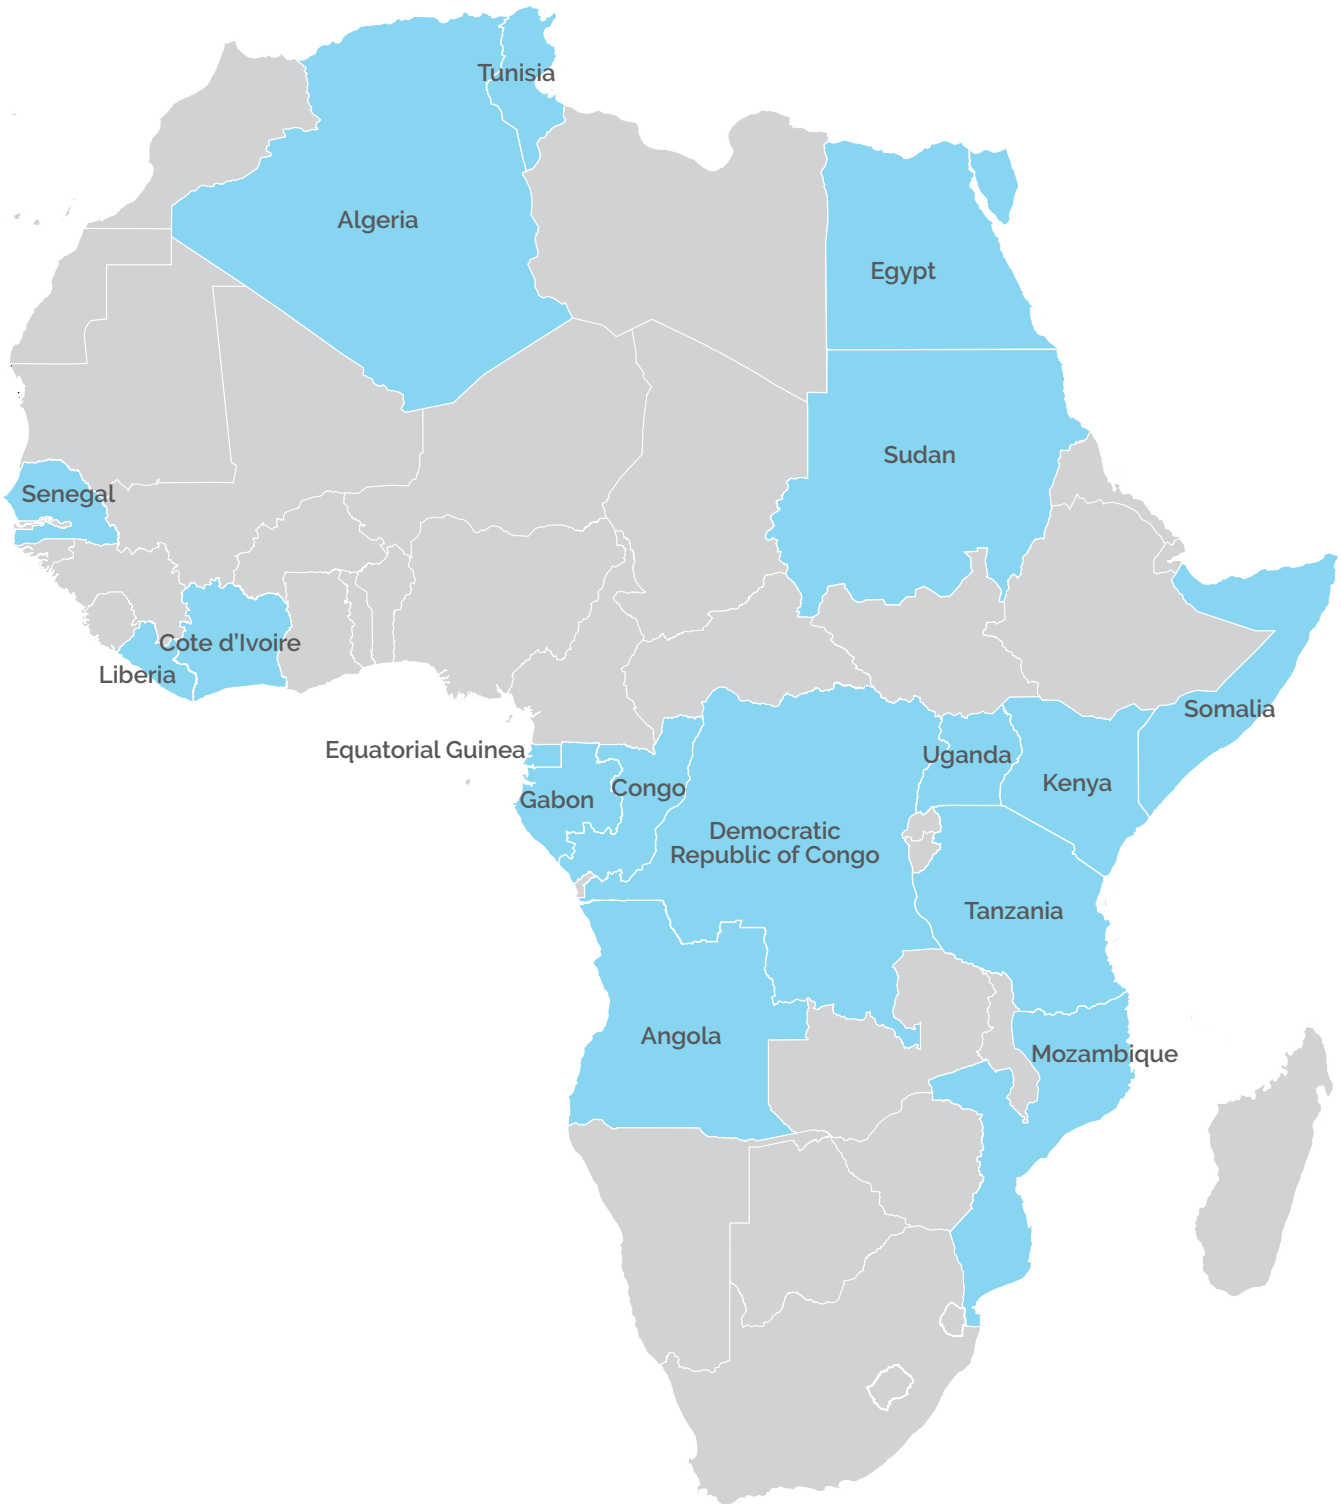 Tunisia
Algeria
Egypt
Sudan
Senegal
Cote d'Ivoire
Liberia
Somalia
Equatorial Guinea
Uganda
Kenya
Congo
Gabon
Democratic
Republic of Congo
Tanzania
Angola
Mozambique